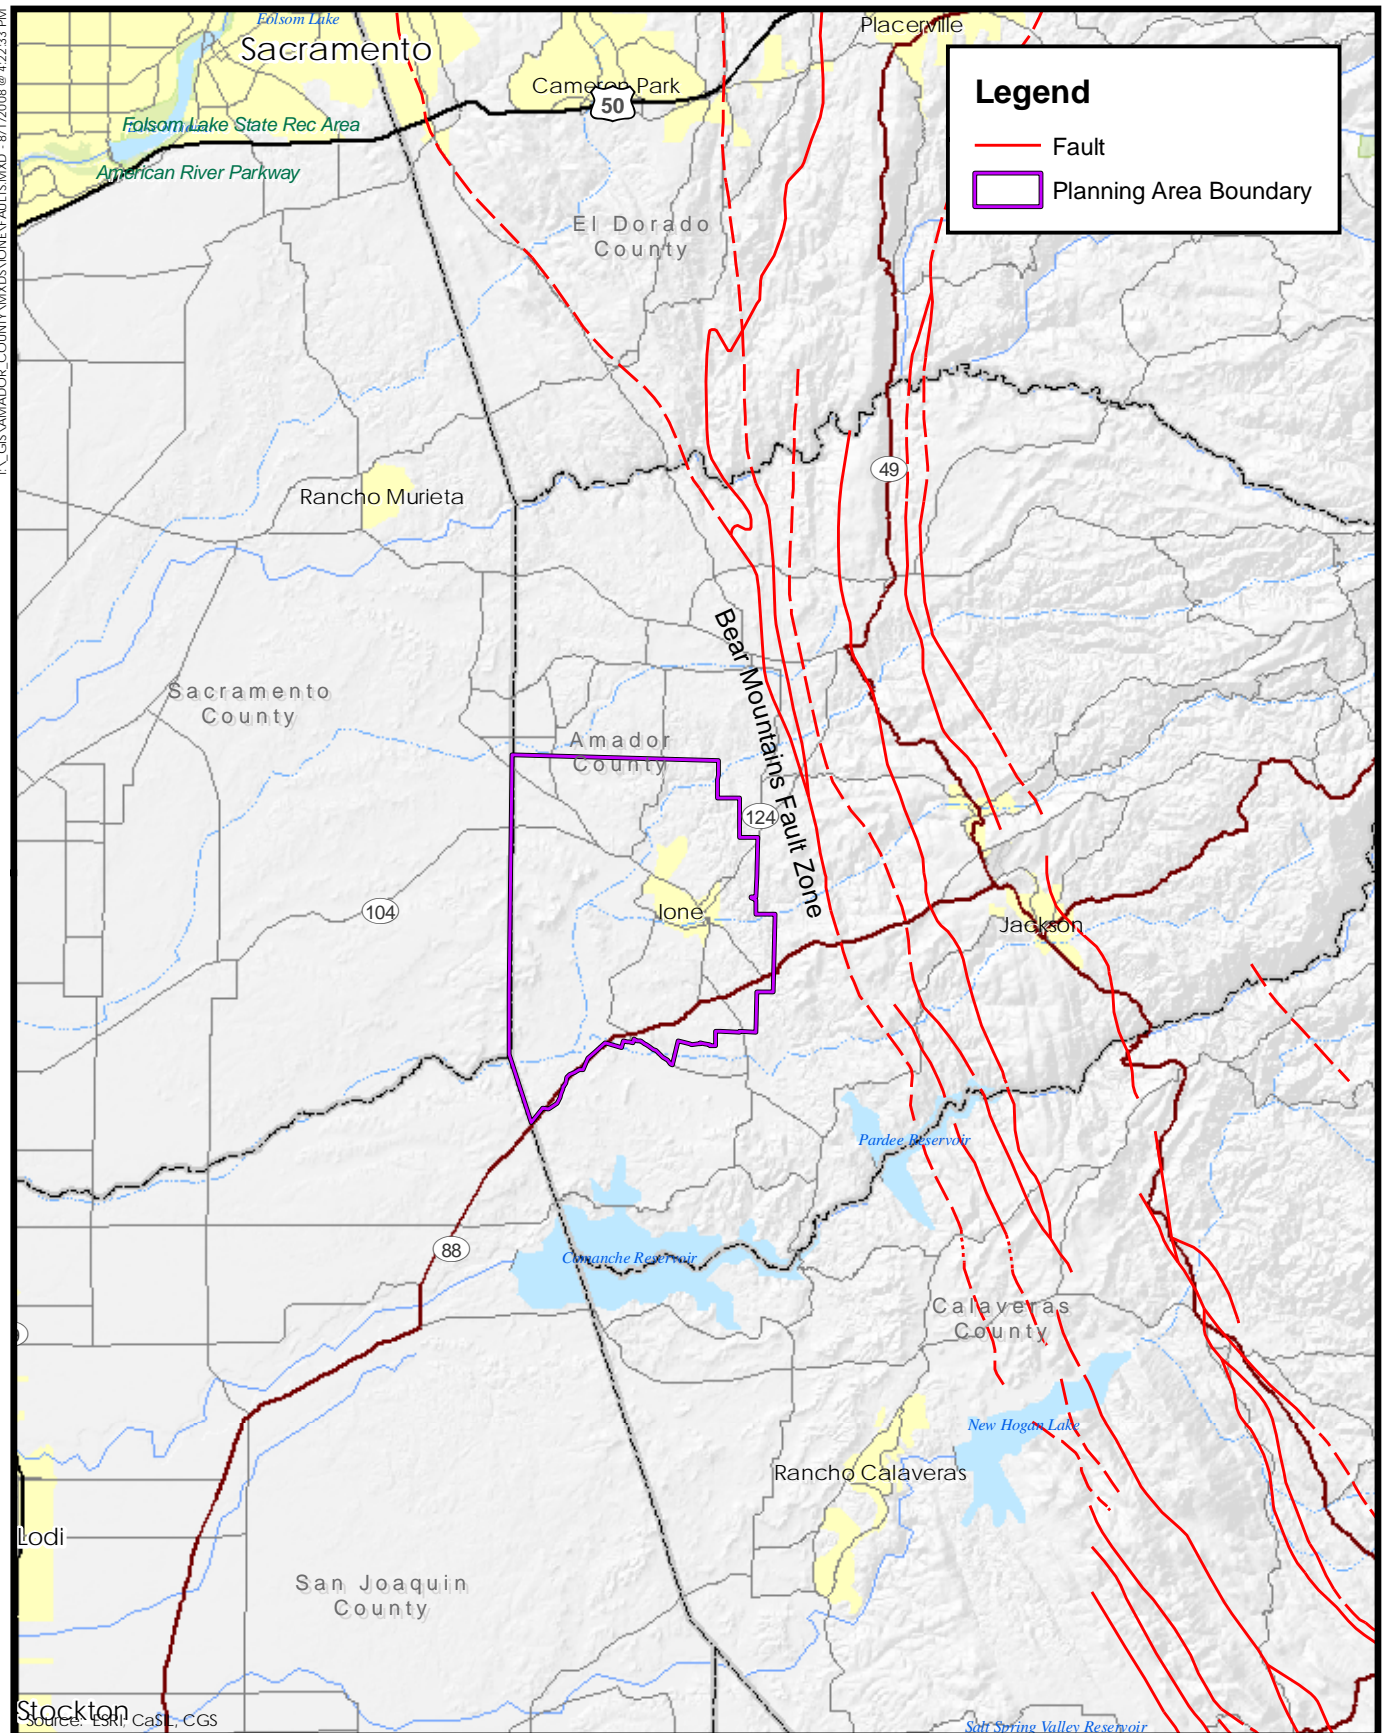 Folsom Lake
Placerville
Sacramento
Cameron Park
50
Legend
Fault
Planning Area Boundary
Folsom Lake State Rec Area
American River Parkway
El Dorado
County
49
Rancho Murieta
Bear Mountains Fault Zone
Sacramento
County
Amador
County
124
104
Ione
Jackson
Pardee Reservoir
88
Comanche Reservoir
Calaveras
County
New Hogan Lake
Rancho Calaveras
Lodi
San Joaquin
County
Stockton
Source: ESRI, CaSIL, CGS
Salt Spring Valley Reservoir